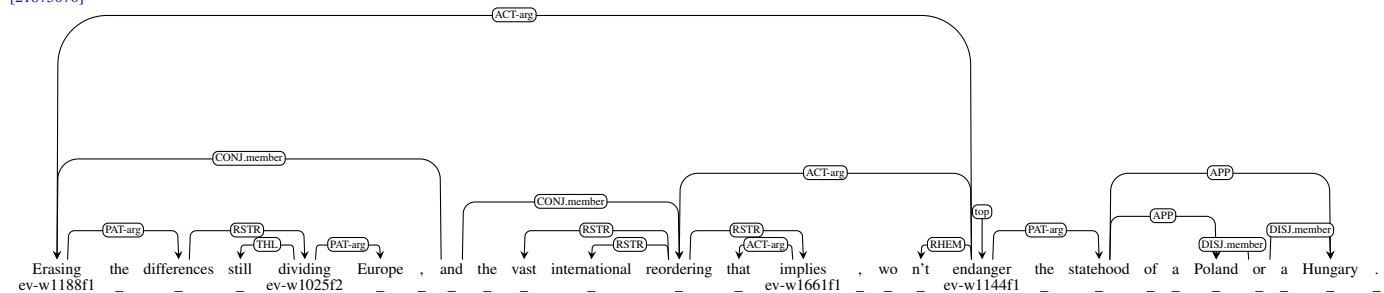 ACT-arg
CONJ.member
ACT-arg APP
CONJ.member
top APP
PAT-arg RSTR RSTR RSTR PAT-arg DISJ.member
THL PAT-arg RSTR ACT-arg RHEM DISJ.member
Erasing the differences still dividing Europe , and the vast international reordering that implies , wo n't endanger the statehood of a Poland or a Hungary .
ev-w1188f1 _ _ _ ev-w1025f2 _ _ _ _ _ _ _ _ ev-w1661f1 _ _ _ ev-w1144f1 _ _ _ _ _ _ _ _ _